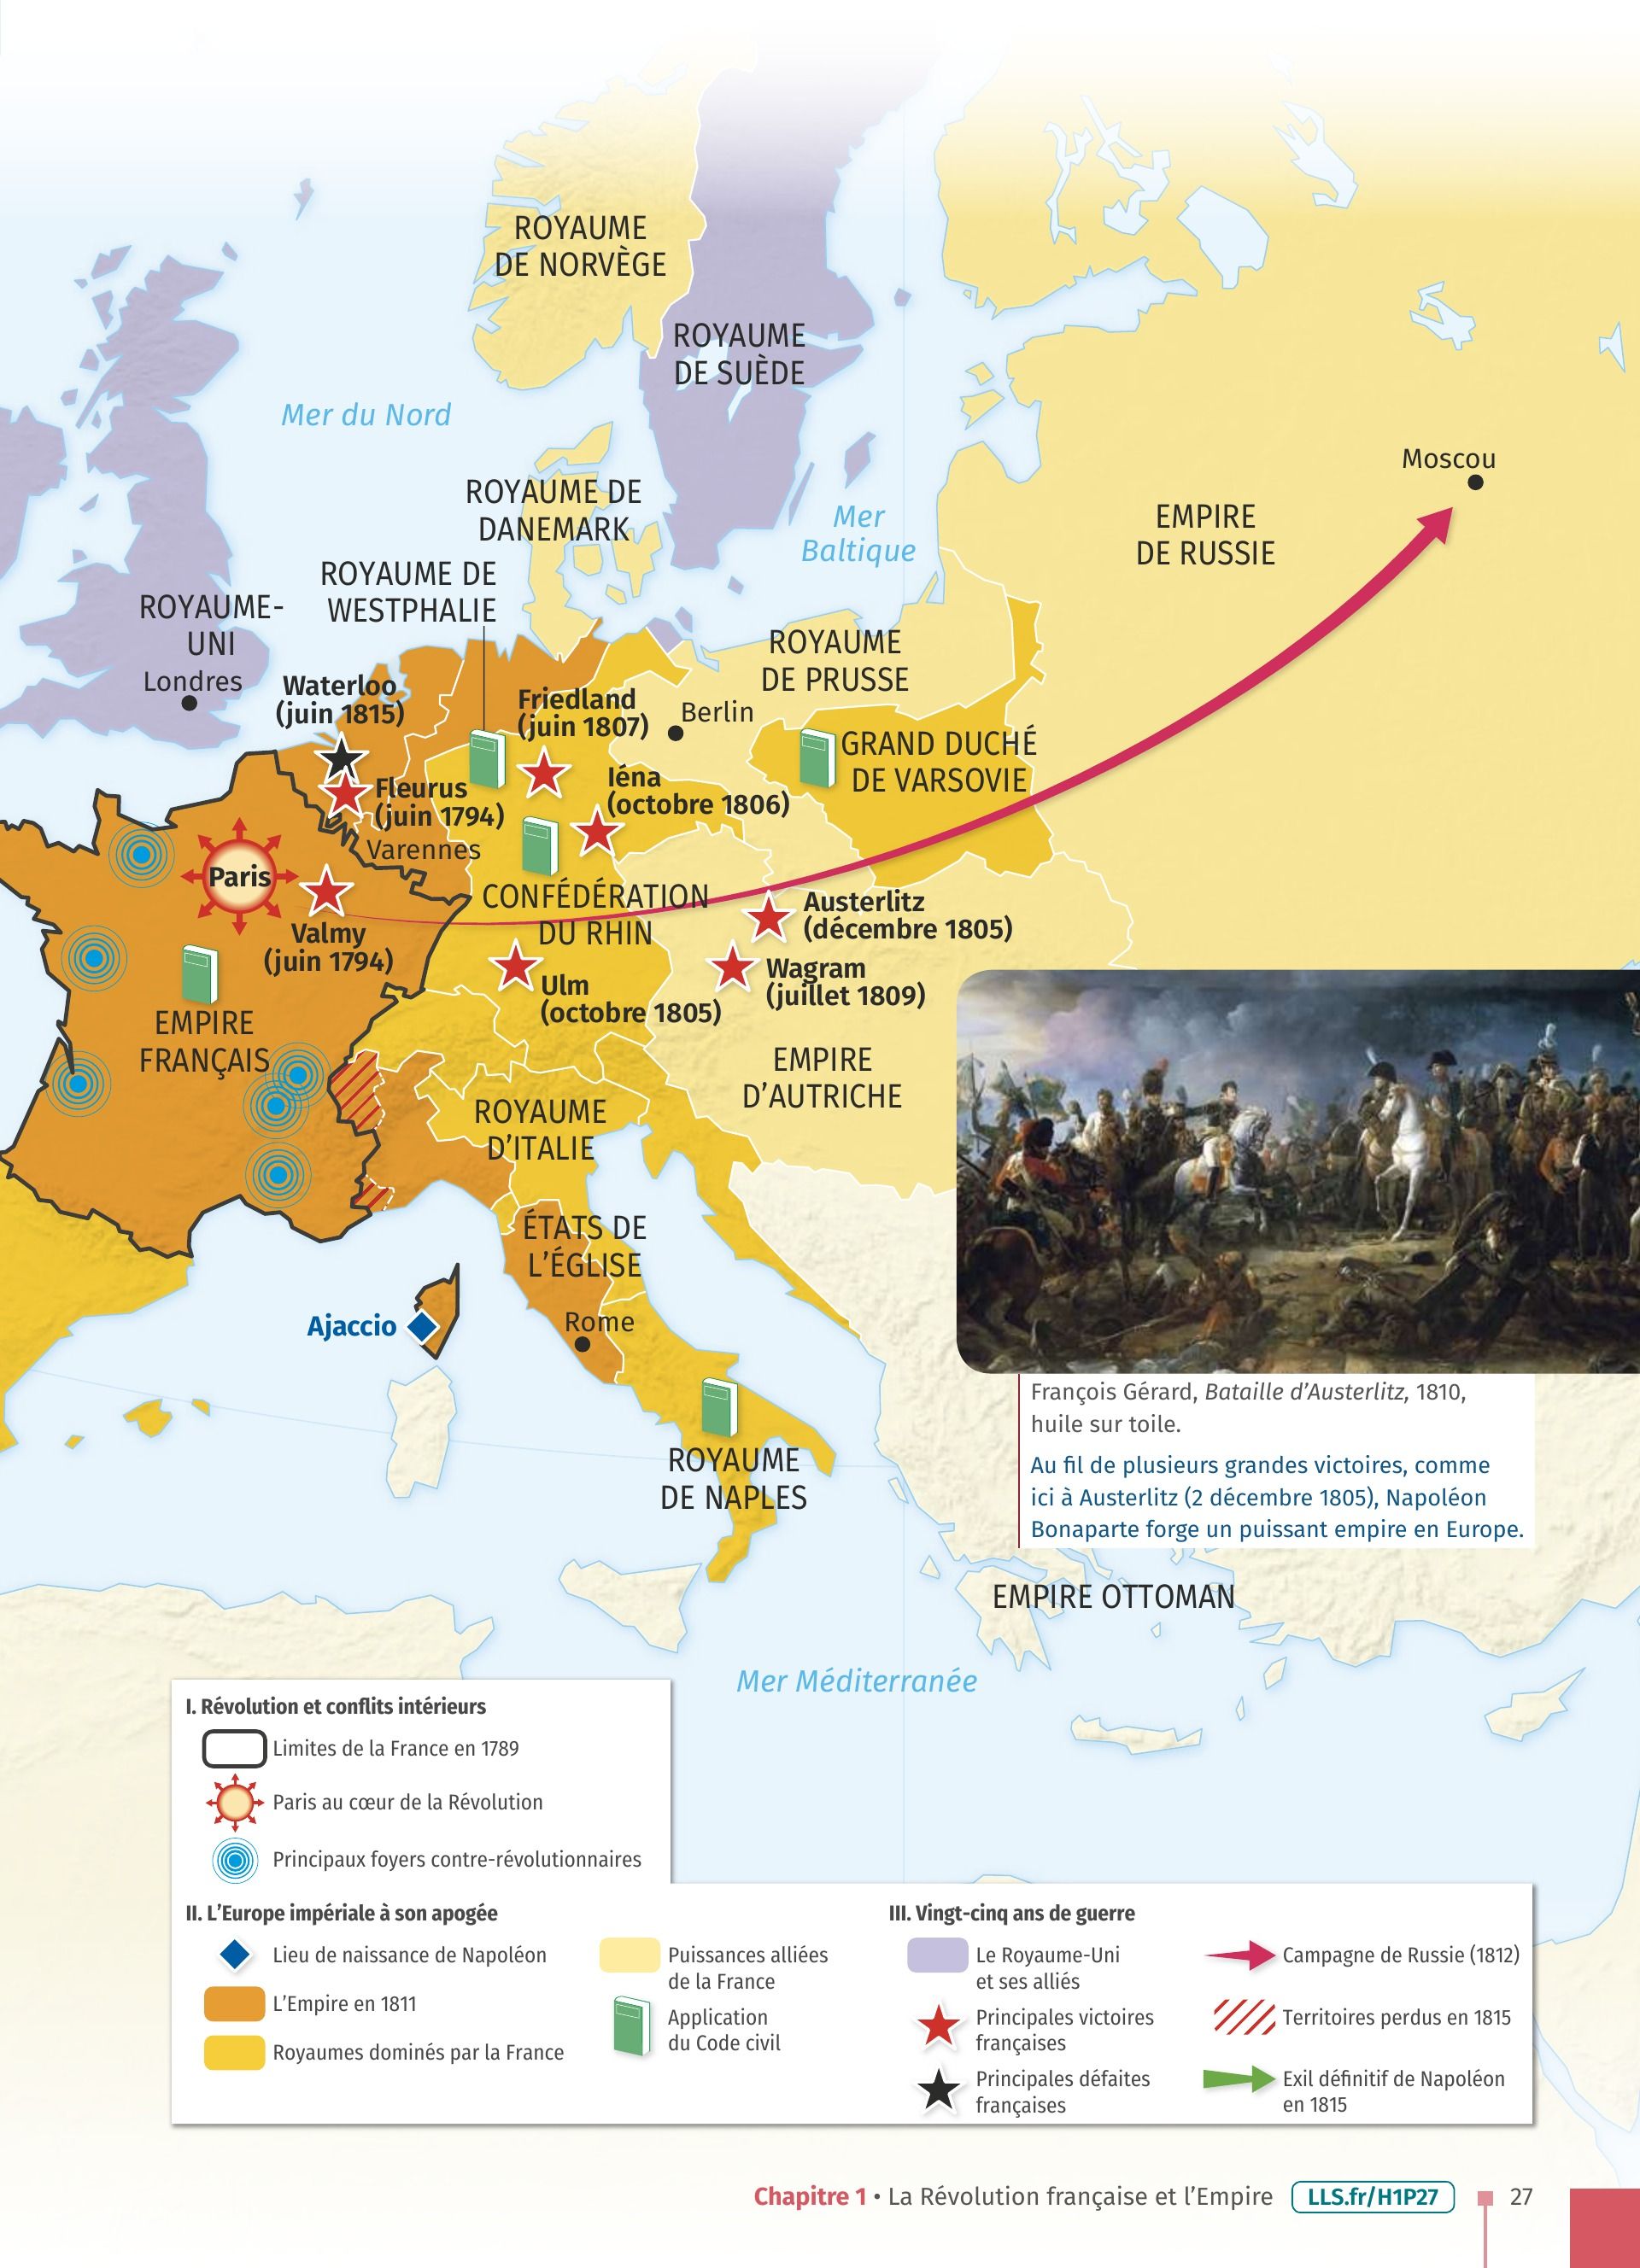 ROYAUME
DE NORVÈGE
ROYAUME
DE SUÈDE
Mer du Nord
Moscou
ROYAUME DE
DANEMARK
Mer
Baltique
EMPIRE
DE RUSSIE
ROYAUME DE
WESTPHALIE
ROYAUME-
UNI
Londres
ROYAUME
DE PRUSSE
Waterloo
(juin 1815)
Friedland
(juin 1807)
Berlin
GRAND DUCHÉ
DE VARSOVIE
Iéna
(octobre 1806)
Fleurus
(juin 1794)
Varennes
Paris
CONFÉDÉRATION
DU RHIN
Austerlitz
(décembre 1805)
Valmy
(juin 1794)
Wagram
(juillet 1809)
Ulm
(octobre 1805)
EMPIRE
FRANÇAIS
EMPIRE
D'AUTRICHE
ROYAUME
D'ITALIE
ÉTATS DE
L'ÉGLISE
Ajaccio
Rome
ROYAUME
DE NAPLES
François Gérard, Bataille d'Austerlitz, 1810,
huile sur toile.
Au fil de plusieurs grandes victoires, comme
ici à Austerlitz (2 décembre 1805), Napoléon
Bonaparte forge un puissant empire en Europe.
EMPIRE OTTOMAN
Mer Méditerranée
I. Révolution et conflits intérieurs
Limites de la France en 1789
Paris au cœur de la Révolution
Principaux foyers contre-révolutionnaires
II. L'Europe impériale à son apogée
Lieu de naissance de Napoléon
L'Empire en 1811
Royaumes dominés par la France
Puissances alliées
de la France
Application
du Code civil
III. Vingt-cinq ans de guerre
Le Royaume-Uni
et ses alliés
Principales victoires
françaises
Principales défaites
françaises
Campagne de Russie (1812)
Territoires perdus en 1815
Exil définitif de Napoléon
en 1815
Chapitre 1 • La Révolution française et l'Empire LLS.fr/H1P27 27